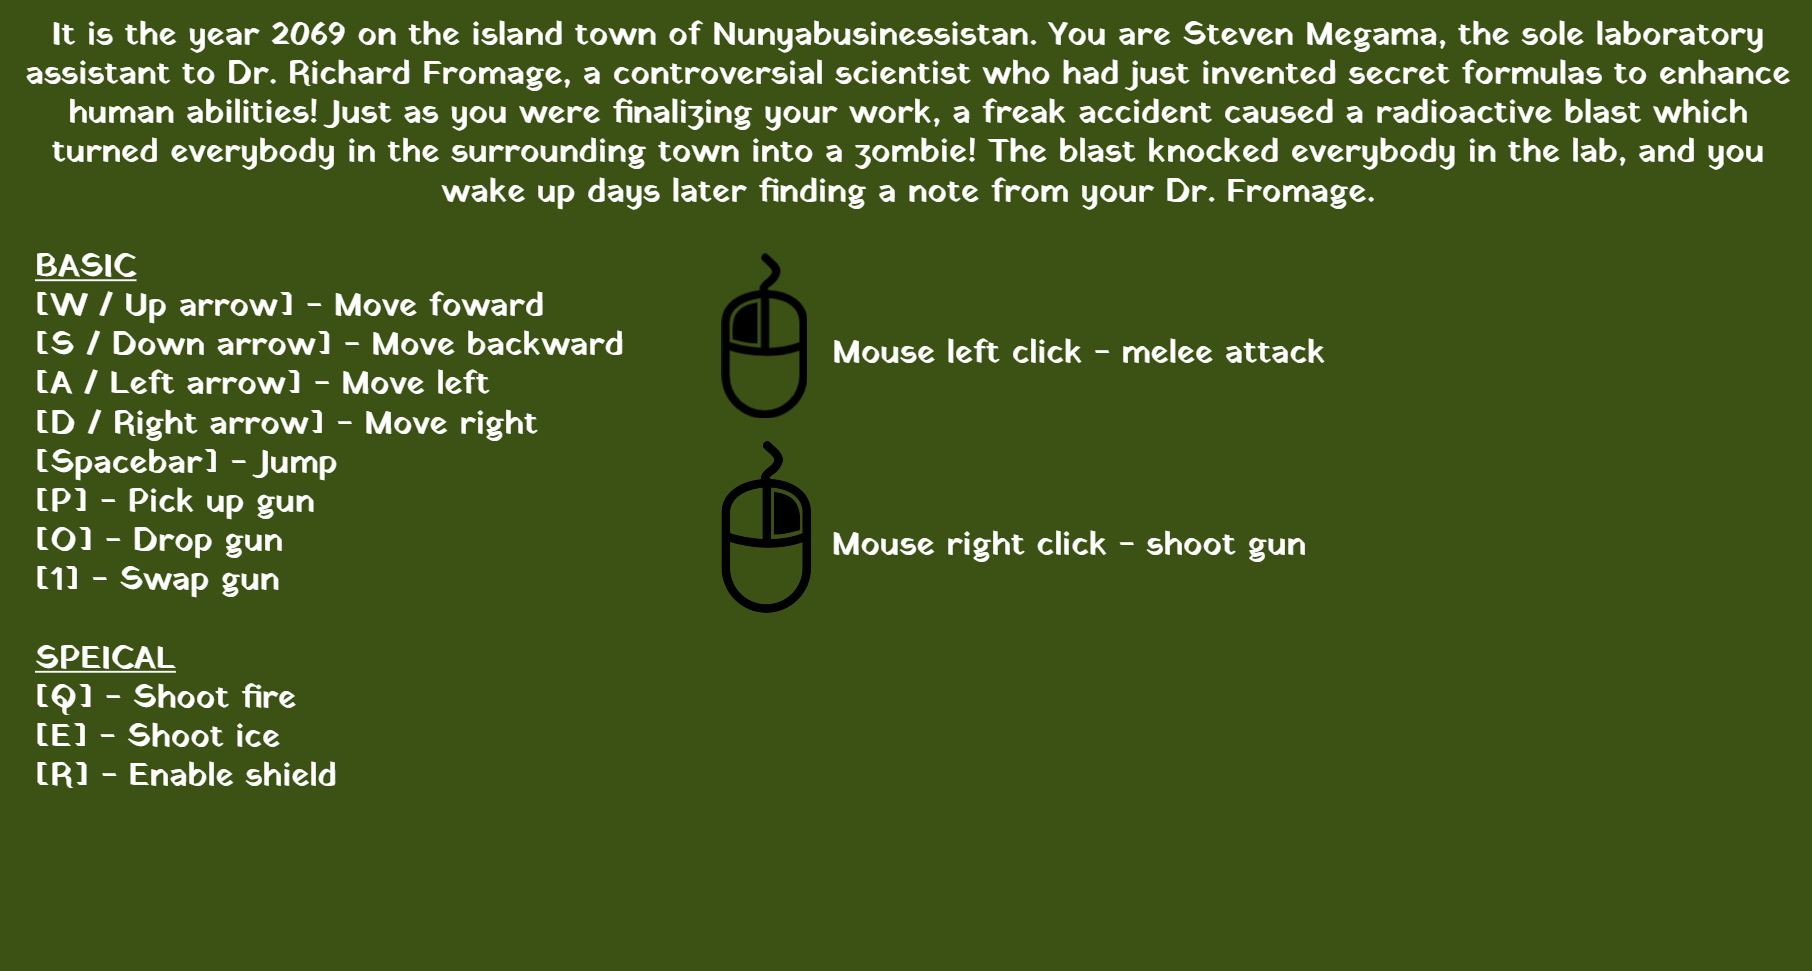 It is the year 2069 on the island town of Nunyabusinessistan. You are Steven Megama, the sole laboratory
assistant to Dr. Richard Fromage, a controversial scientist who had just invented secret formulas to enhance
human abilities! Just as you were finalizing your work, a freak accident caused a radioactive blast which
turned everybody in the surrounding town into a zombie! The blast knocked everybody in the lab, and you
wake up days later finding a note from your Dr. Fromage.
BASIC
[W / Up arrow] - Move foward
[S / Down arrow] - Move backward
[A / Left arrow] - Move left
[D / Right arrow] - Move right
[Spacebar] - Jump
[P] - Pick up gun
[O] - Drop gun
[1] - Swap gun
Mouse left click - melee attack
Mouse right click - shoot gun
SPEICAL
[Q] - Shoot fire
[E] - Shoot ice
[R] - Enable shield